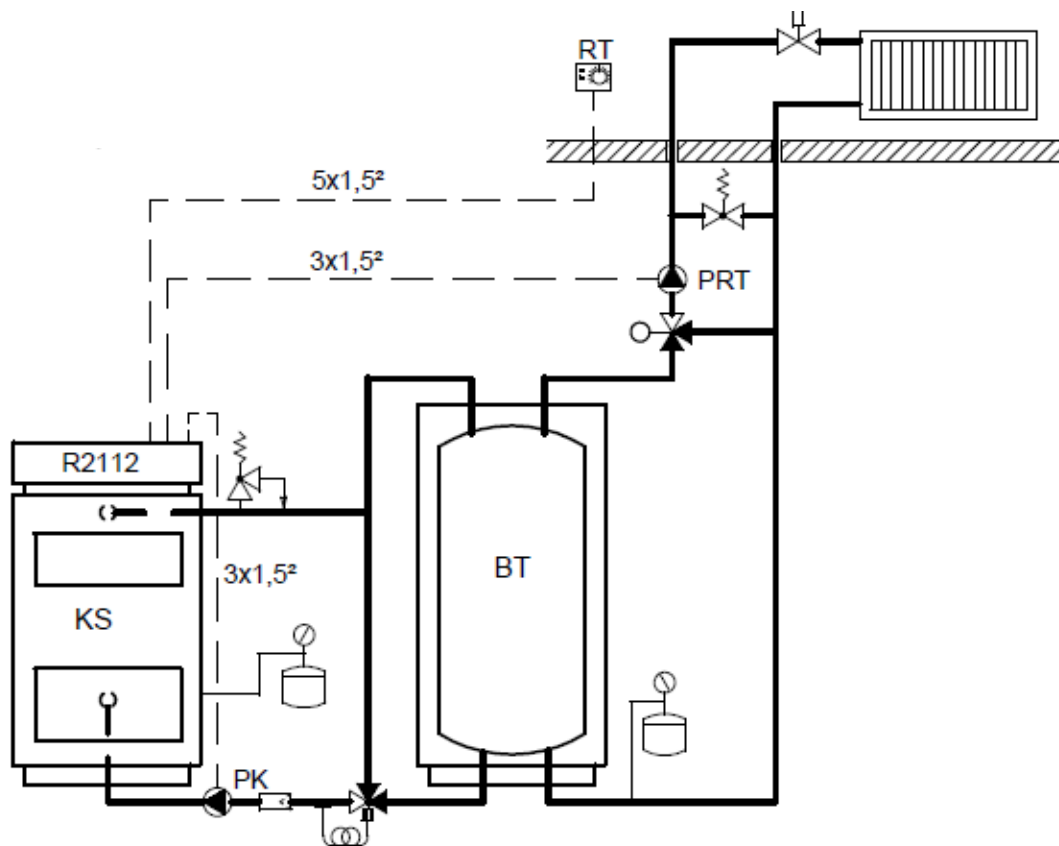 RT
5x1,5²
3x1,5²
PRT
R2112
BT
3x1,5²
KS
PK